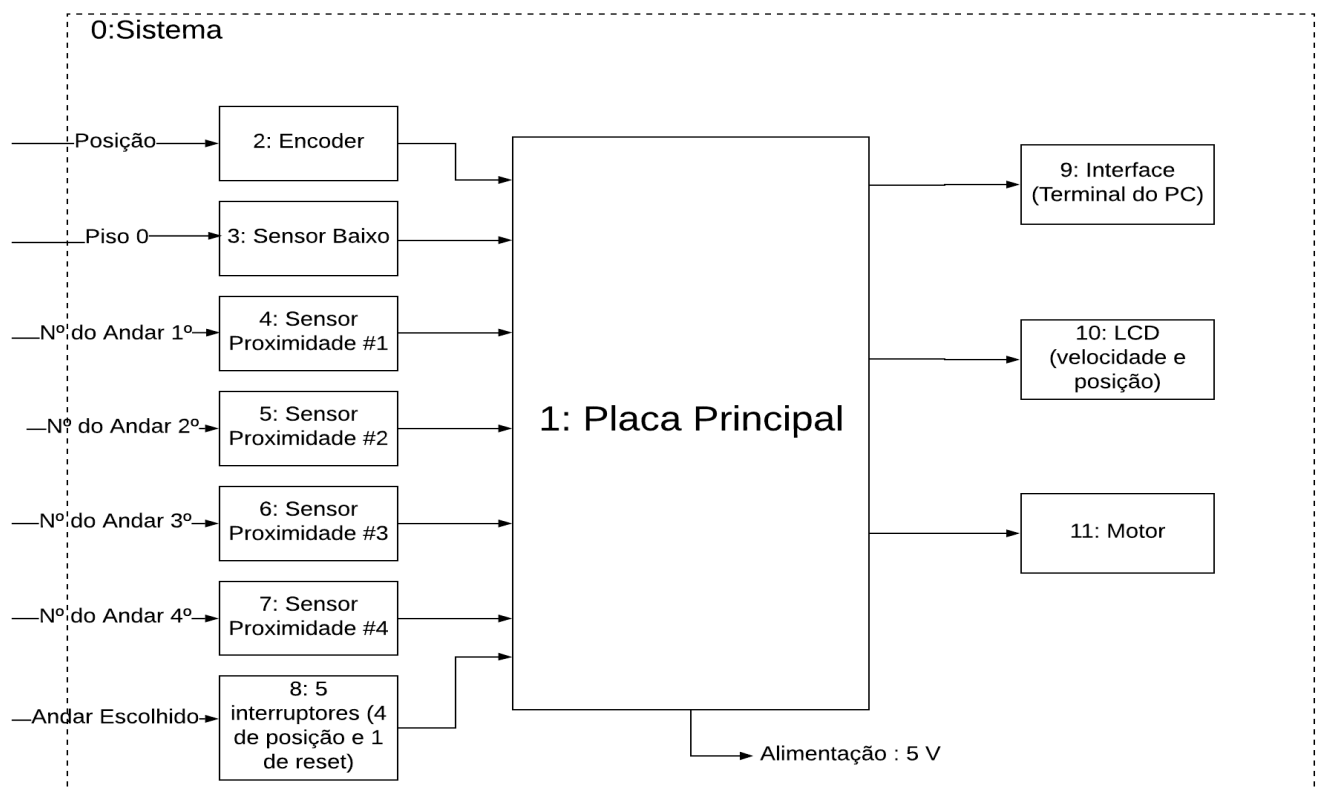 0:Sistema
Posição
2: Encoder
Piso 0
3: Sensor Baixo
Nº do Andar 1º
4: Sensor
Proximidade #1
Nº do Andar 2º
5: Sensor
Proximidade #2
Nº do Andar 3º
6: Sensor
Proximidade #3
Nº do Andar 4º
7: Sensor
Proximidade #4
Andar Escolhido
8: 5
interruptores (4
de posição e 1
de reset)
1: Placa Principal
Alimentação : 5 V
9: Interface
(Terminal do PC)
10: LCD
(velocidade e
posição)
11: Motor